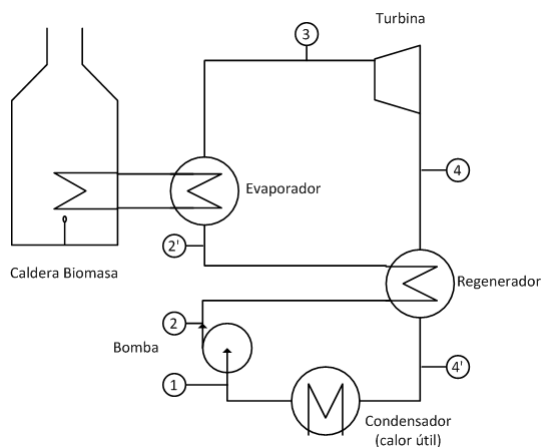 Turbina
3
Evaporador
4
2'
Caldera Biomasa
Regenerador
2
Bomba
4'
1
Condensador
(calor útil)